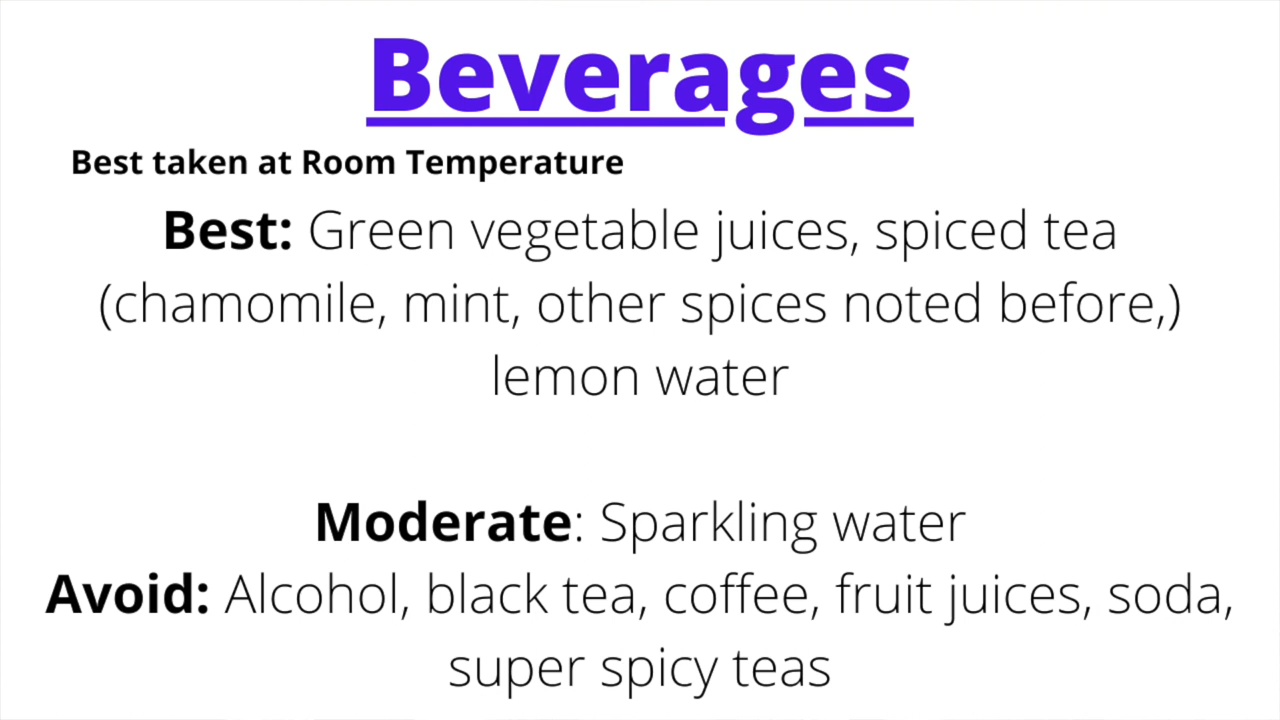 Beverages
Best taken at Room Temperature
Best: Green vegetable juices, spiced tea
(chamomile, mint, other spices noted before,)
lemon water
Moderate: Sparkling water
Avoid: Alcohol, black tea, coffee, fruit juices, soda,
super spicy teas